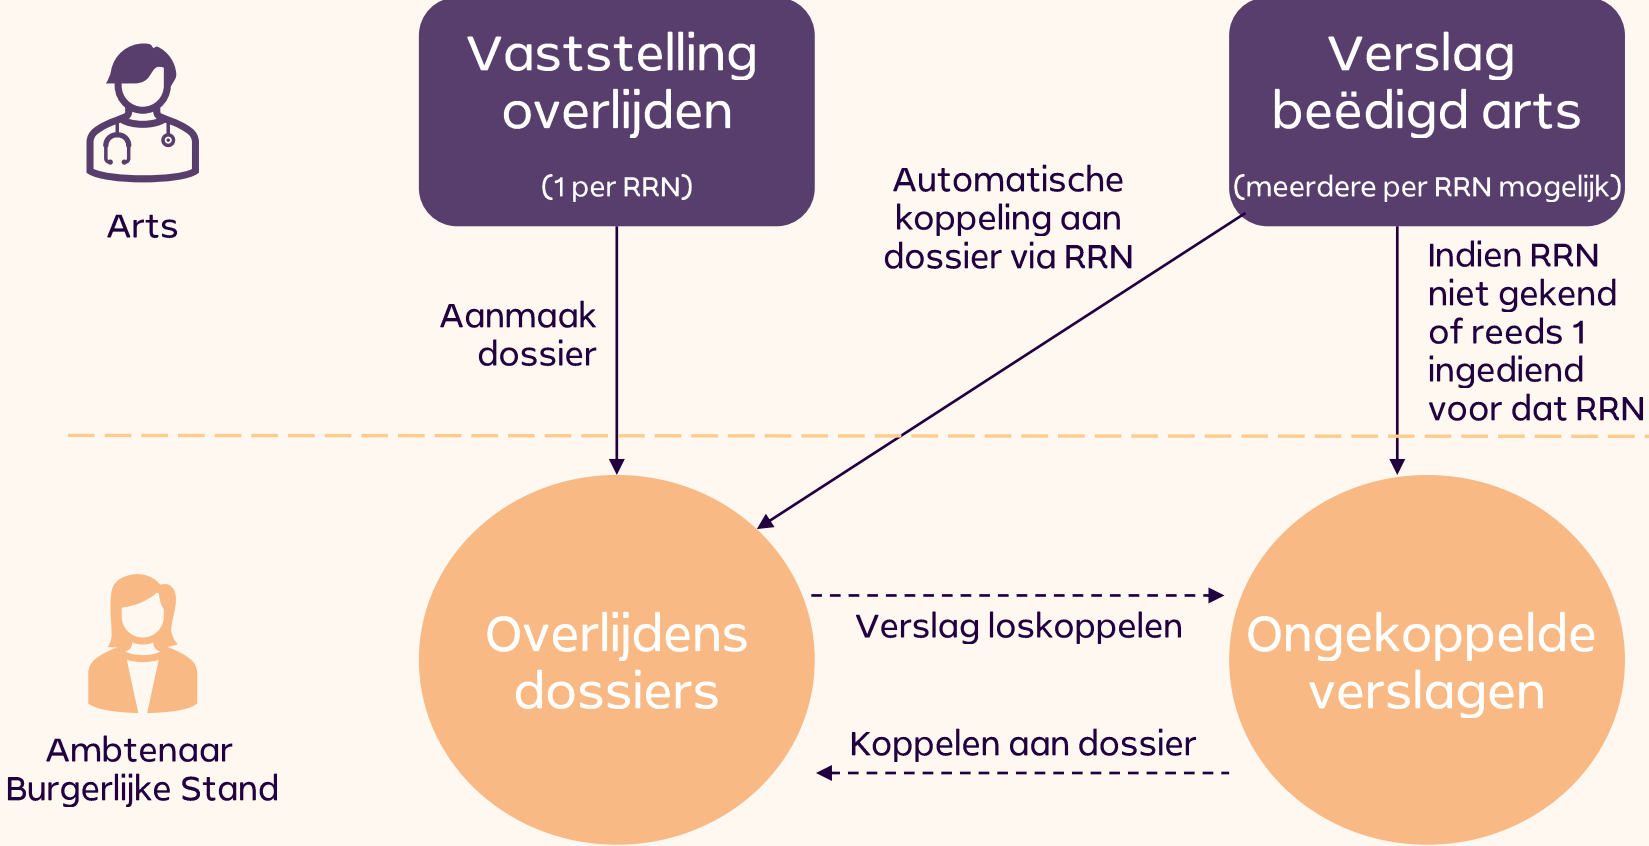 Vaststelling
overlijden
(1 per RRN)
Verslag
beëdigd arts
(meerdere per RRN mogelijk)
Arts
Automatische
koppeling aan
dossier via RRN
Indien RRN
niet gekend
of reeds 1
ingediend
voor dat RRN
Aanmaak
dossier
Overlijdens
dossiers
Verslag loskoppelen
Ongekoppelde
verslagen
Koppelen aan dossier
Ambtenaar
Burgerlijke Stand